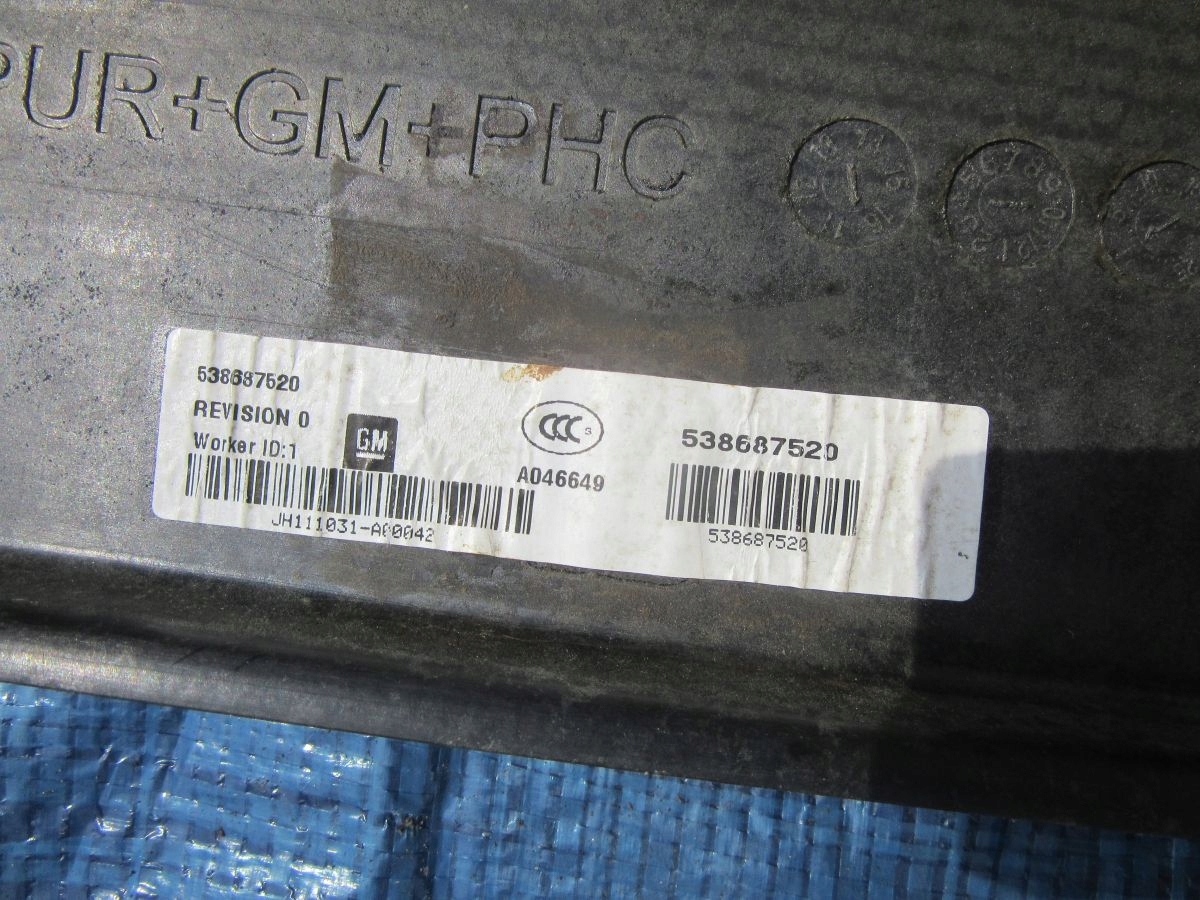 PUR+GM+PHC
538687520
REVISION 0
Worker ID:1
GM
CCC S
A046649
538687520
JH111031-A00042
538687520